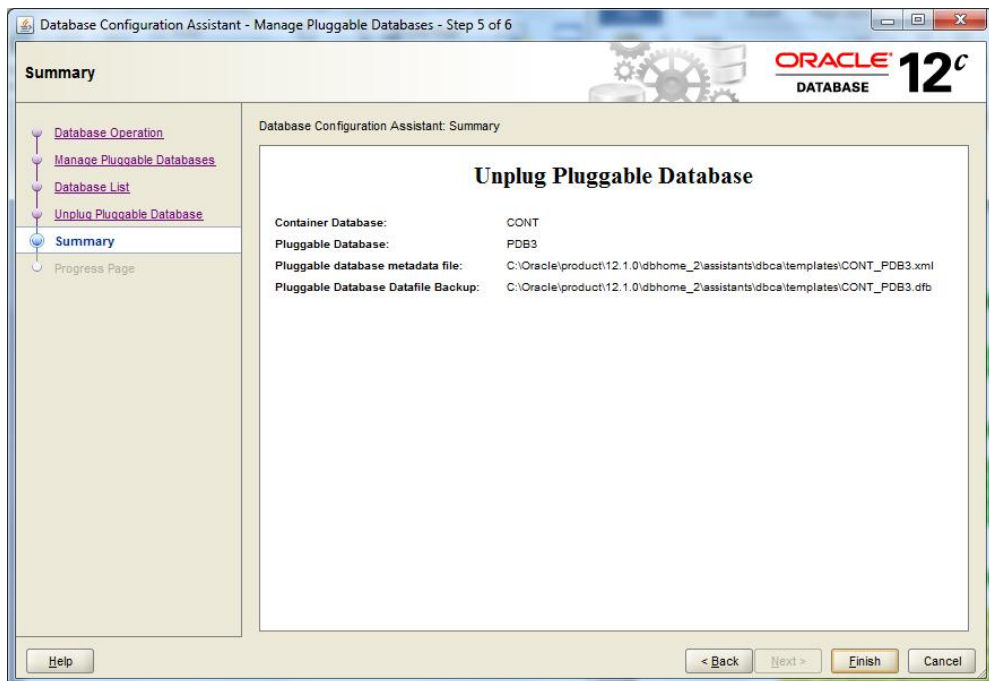 Database Configuration Assistant - Manage Pluggable Databases - Step 5 of 6
Summary
ORACLE 12c
DATABASE
Database Operation
Manage Pluggable Databases
Database List
Unplug Pluggable Database
Summary
Progress Page
Database Configuration Assistant: Summary
Unplug Pluggable Database
Container Database: CONT
Pluggable Database: PDB3
Pluggable database metadata file: C:\Oracle\product\12.1.0\dbhome_2\assistants\dbca\templates\CONT_PDB3.xml
Pluggable Database Datafile Backup: C:\Oracle\product\12.1.0\dbhome_2\assistants\dbca\templates\CONT_PDB3.dfb
Help < Back Next > Finish Cancel